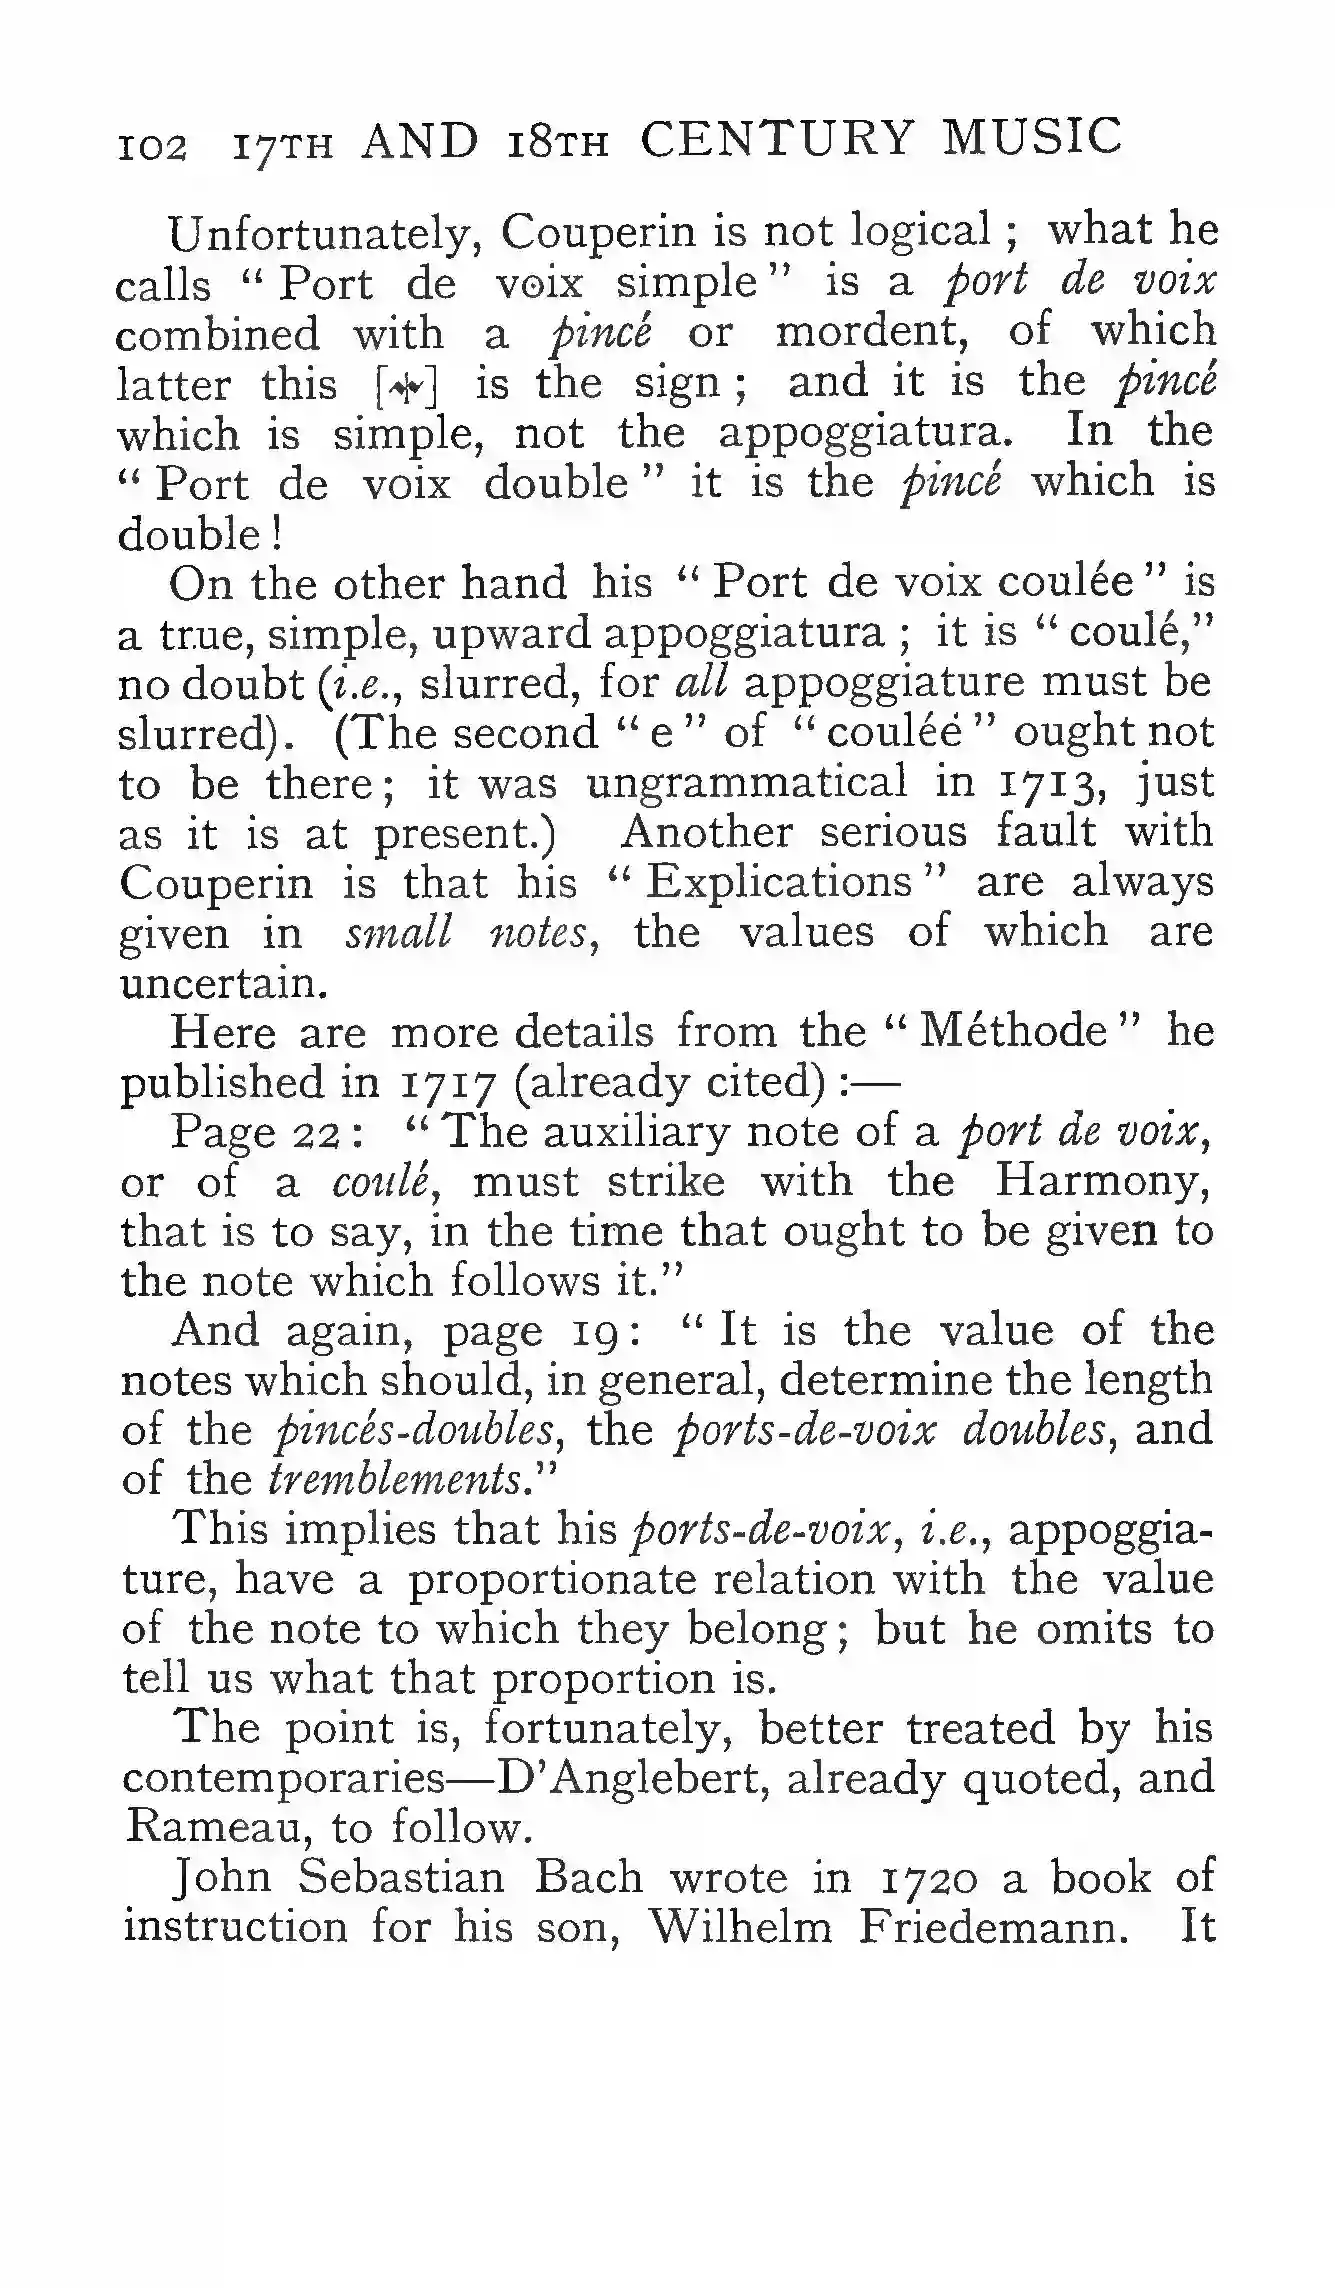 102 17TH AND 18TH CENTURY MUSIC
Unfortunately, Couperin is not logical ; what he
calls “ Port de voix simple ” is a port de voix
combined with a pincé or mordent, of which
latter this [] is the sign ; and it is the pincé
which is simple, not the appoggiatura. In the
“ Port de voix double ” it is the pincé which is
double !
On the other hand his “ Port de voix coulée ” is
a true, simple, upward appoggiatura ; it is “ coulé,”
no doubt (i.e., slurred, for all appoggiature must be
slurred). (The second “ e ” of “ couléė ” ought not
to be there ; it was ungrammatical in 1713, just
as it is at present.) Another serious fault with
Couperin is that his “ Explications ” are always
given in small notes, the values of which are
uncertain.
Here are more details from the “ Méthode ” he
published in 1717 (already cited) :—
Page 22 : “ The auxiliary note of a port de voix,
or of a coulé, must strike with the Harmony,
that is to say, in the time that ought to be given to
the note which follows it.”
And again, page 19 : “ It is the value of the
notes which should, in general, determine the length
of the pincés-doubles, the ports-de-voix doubles, and
of the tremblements.”
This implies that his ports-de-voix, i.e., appoggia-
ture, have a proportionate relation with the value
of the note to which they belong ; but he omits to
tell us what that proportion is.
The point is, fortunately, better treated by his
contemporaries—D’Anglebert, already quoted, and
Rameau, to follow.
John Sebastian Bach wrote in 1720 a book of
instruction for his son, Wilhelm Friedemann. It